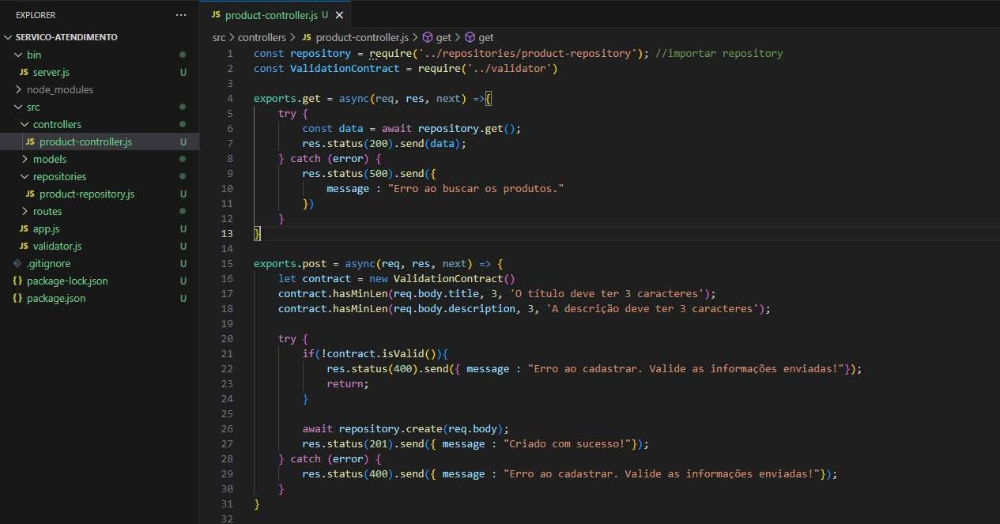 EXPLORER ...
SERVICO-ATENDIMENTO
bin
JS server.js U
node_modules
src
controllers
JS product-controller.js U
models
repositories
JS product-repository.js U
routes
JS app.js U
JS validator.js U
.gitignore U
{} package-lock.json U
{} package.json U
JS product-controller.js U ×
src > controllers > JS product-controller.js > get > get
1 const repository = require('../repositories/product-repository'); //importar repository
2 const ValidationContract = require('../validator')
3
4 exports.get = async(req, res, next) =>{
5     try {
6         const data = await repository.get();
7         res.status(200).send(data);
8     } catch (error) {
9         res.status(500).send({
10             message : "Erro ao buscar os produtos."
11         })
12     }
13 }
14
15 exports.post = async(req, res, next) => {
16     let contract = new ValidationContract()
17     contract.hasMinLen(req.body.title, 3, 'O título deve ter 3 caracteres');
18     contract.hasMinLen(req.body.description, 3, 'A descrição deve ter 3 caracteres');
19
20     try {
21         if(!contract.isValid()){
22             res.status(400).send({ message : "Erro ao cadastrar. Valide as informações enviadas!"});
23             return;
24         }
25
26         await repository.create(req.body);
27         res.status(201).send({ message : "Criado com sucesso!"});
28     } catch (error) {
29         res.status(400).send({ message : "Erro ao cadastrar. Valide as informações enviadas!"});
30     }
31 }
32